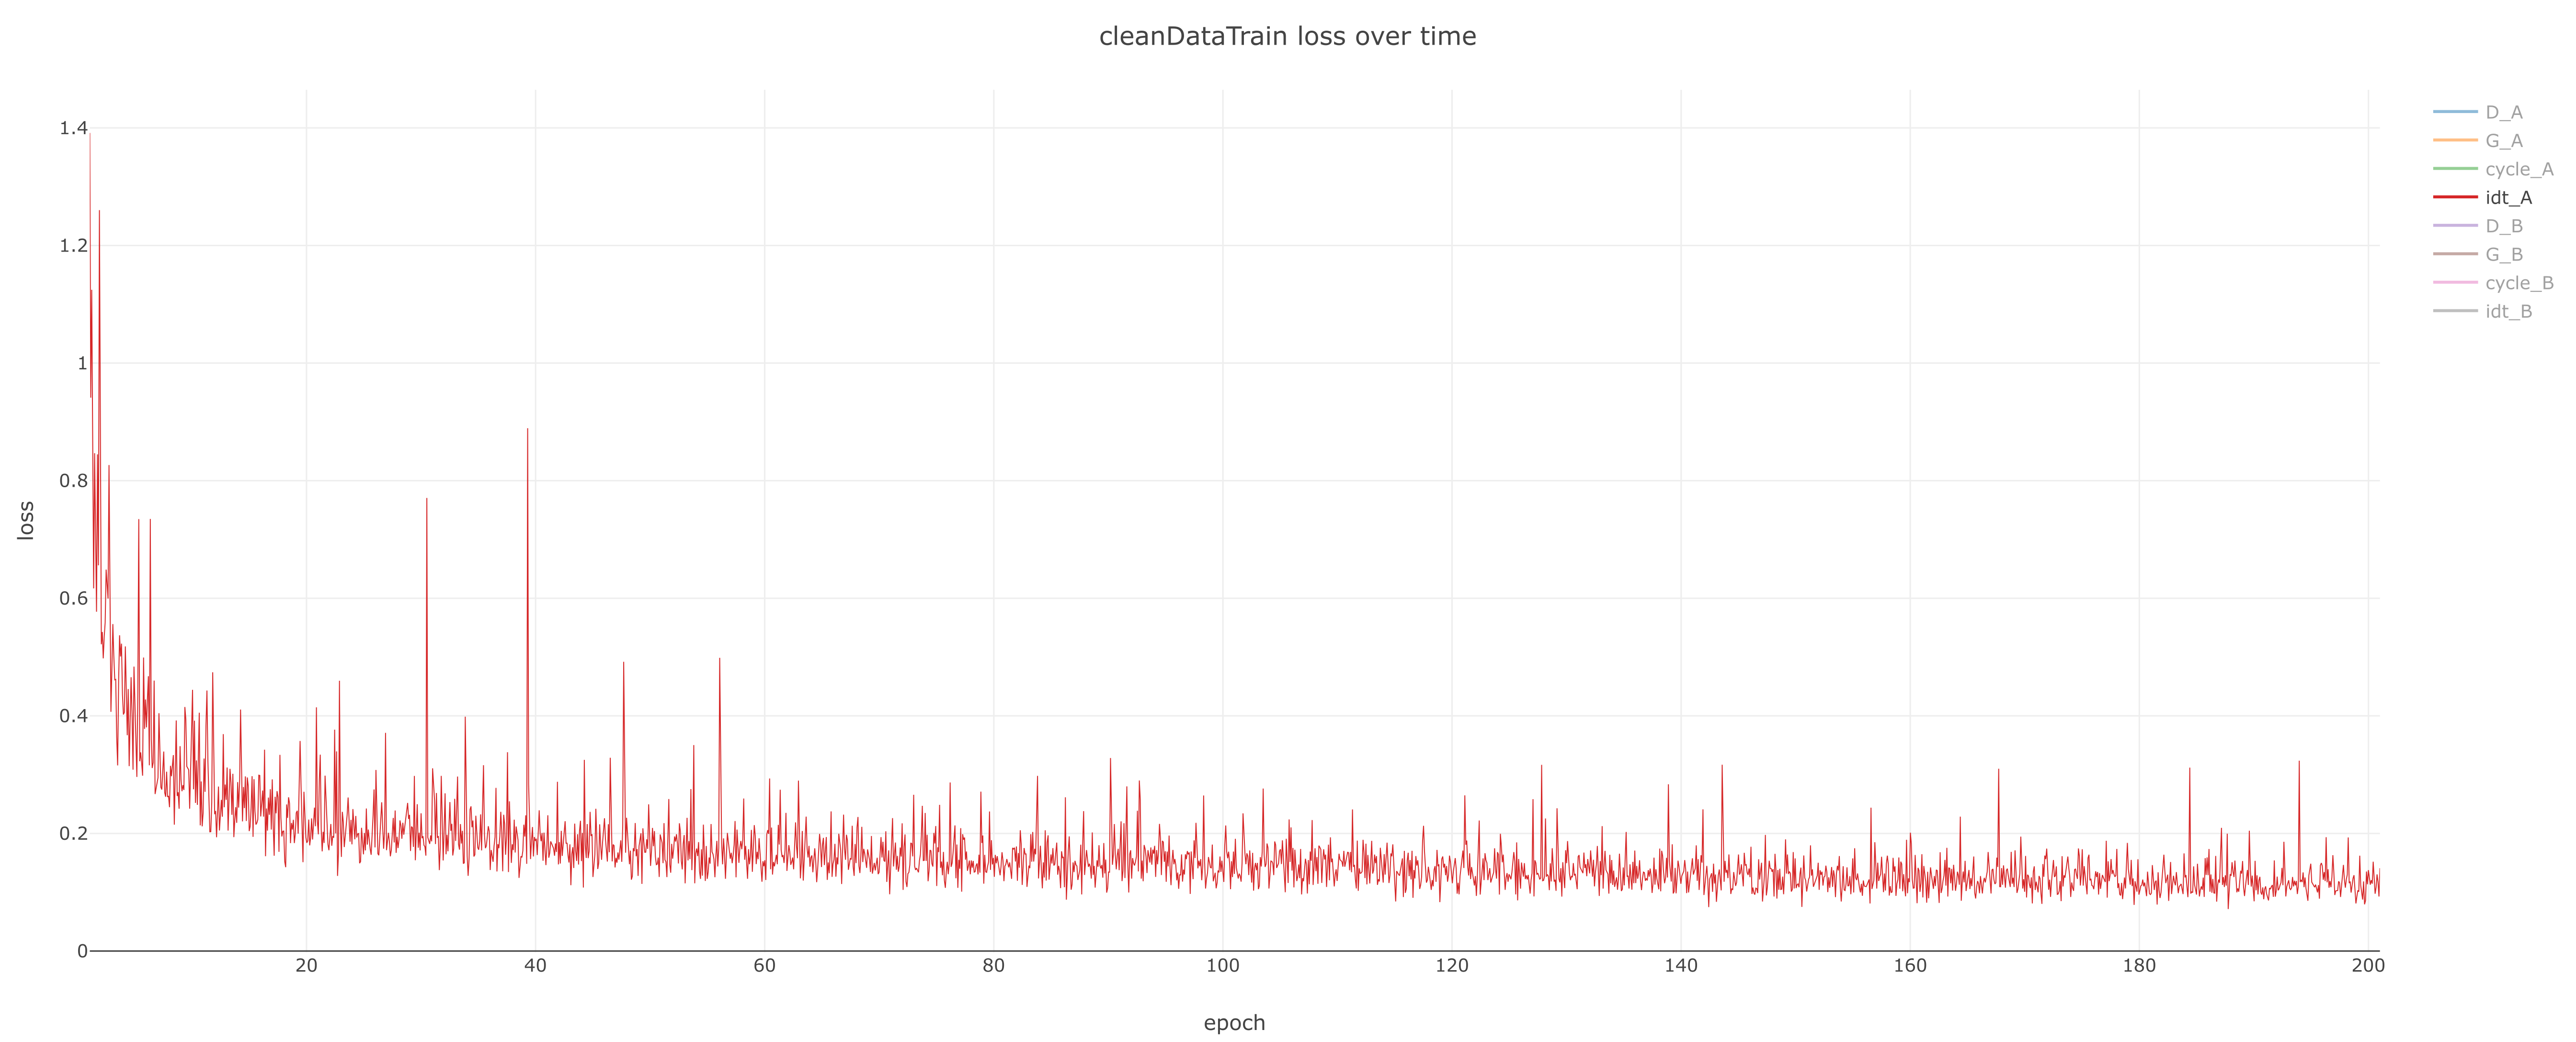 cleanDataTrain loss over time
1.4
1.2
1
0.8
0.6
0.4
0.2
0
loss
20
40
60
80
100
120
140
160
180
200
epoch
D_A
G_A
cycle_A
idt_A
D_B
G_B
cycle_B
idt_B